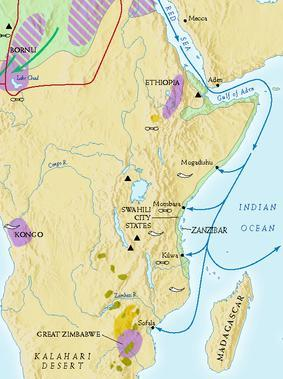 RED
SEA
Mecca
BORNU
Lake Chad
ETHIOPIA
Aden
Gulf of Aden
Mogadishu
Congo R.
Mombasa
SWAHILI
CITY
STATES
INDIAN
OCEAN
ZANZIBAR
KONGO
Kilwa
Zambezi R.
Sofala
GREAT ZIMBABWE
MADAGASCAR
KALAHARI
DESERT